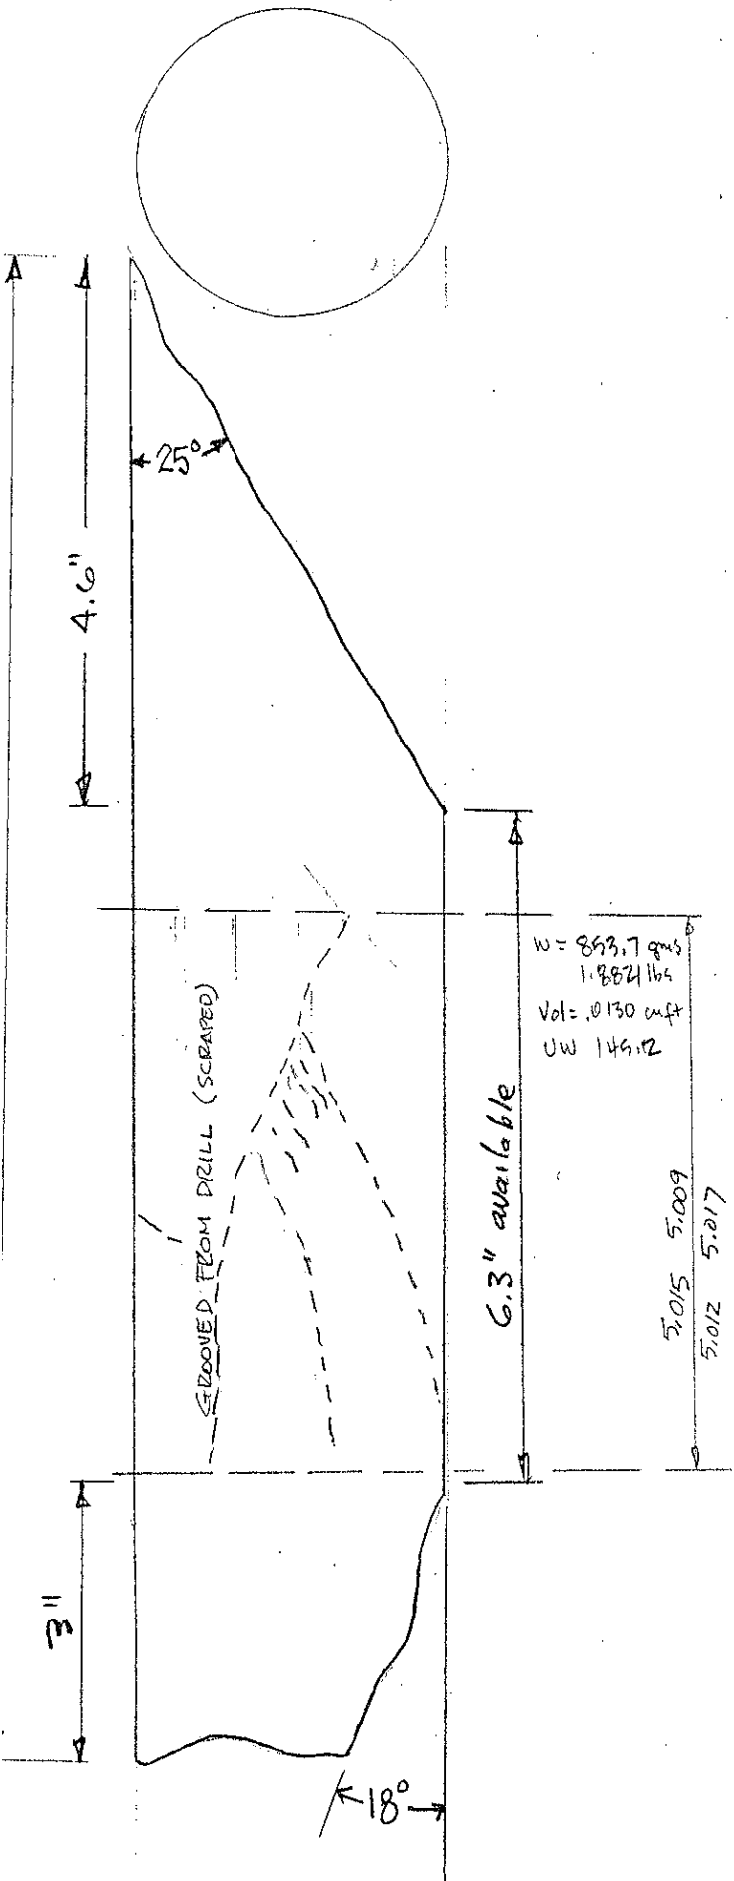 25°
4.6"
W = 853.7 gms
1.8821 lbs
Vol= .0130 cuft
UW 145.12
GROOVED FROM DRILL (SCRAPED)
6.3" available
5.015 5.009
5.012 5.017
3"
18°